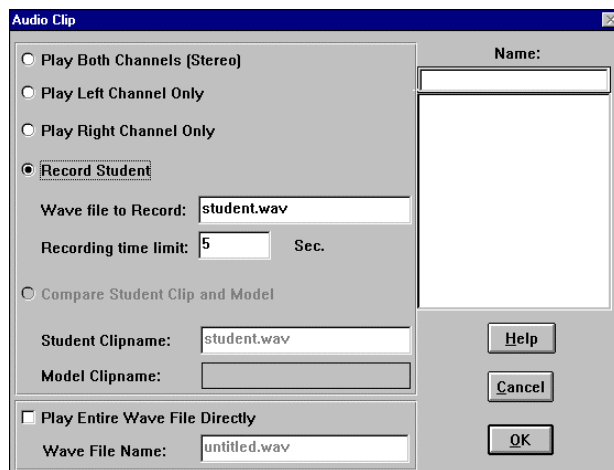 Audio Clip
Play Both Channels (Stereo)
Play Left Channel Only
Play Right Channel Only
Record Student
Wave file to Record: student.wav
Recording time limit: 5 Sec.
Compare Student Clip and Model
Student Clipname: student.wav
Model Clipname:
Play Entire Wave File Directly
Wave File Name: untitled.wav
Name:
Help
Cancel
OK